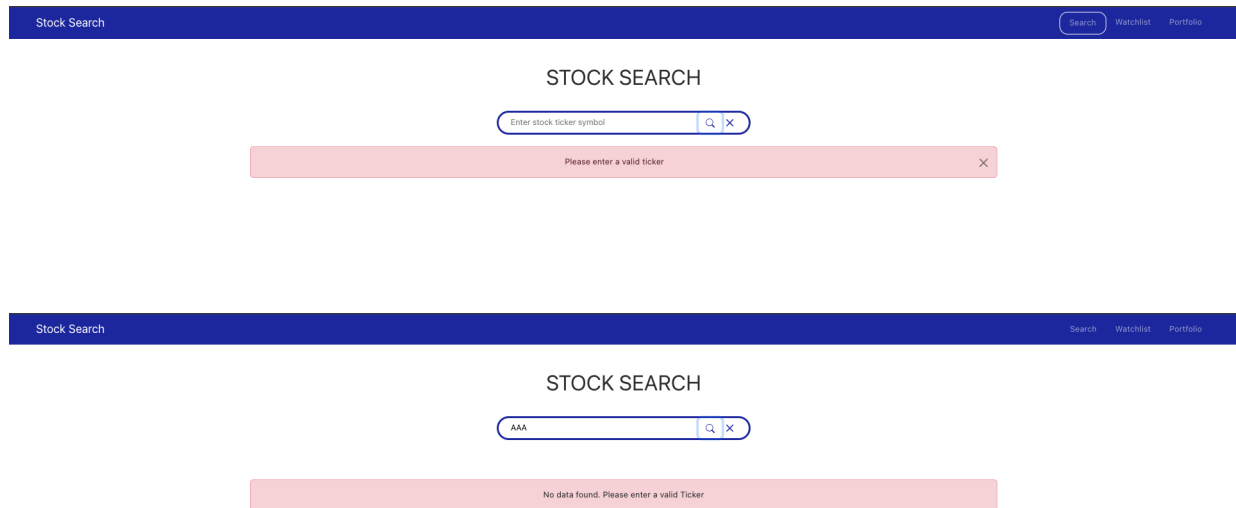 Stock Search
Search Watchlist Portfolio
STOCK SEARCH
Enter stock ticker symbol
Please enter a valid ticker
Stock Search
Search Watchlist Portfolio
STOCK SEARCH
AAA
No data found. Please enter a valid Ticker